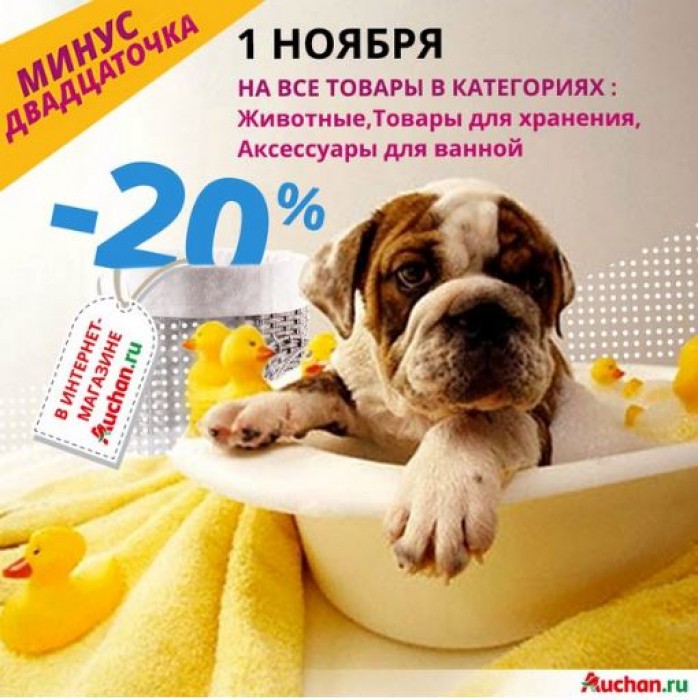 МИНУС
ДВАДЦАТОЧКА
1 НОЯБРЯ
НА ВСЕ ТОВАРЫ В КАТЕГОРИЯХ :
Животные,Товары для хранения,
Аксессуары для ванной
-20%
В ИНТЕРНЕТ-
МАГАЗИНЕ
Auchan.ru
Auchan.ru